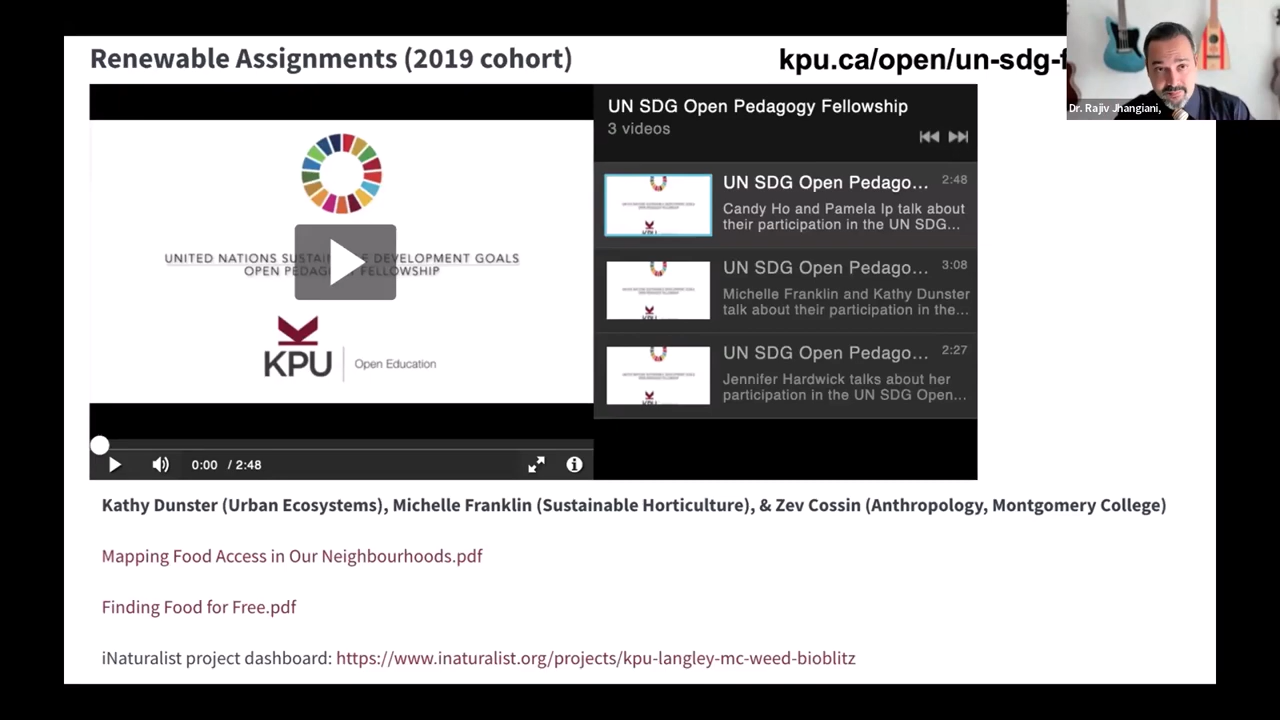 Renewable Assignments (2019 cohort)
kpu.ca/open/un-sdg-f
Dr. Rajiv Jhangiani,
UN SDG Open Pedagogy Fellowship
3 videos
UN SDG Open Pedago... 2:48
Candy Ho and Pamela Ip talk about
their participation in the UN SDG...
UN SDG Open Pedago... 3:08
Michelle Franklin and Kathy Dunster
talk about their participation in the...
UN SDG Open Pedago... 2:27
Jennifer Hardwick talks about her
participation in the UN SDG Open...
UNITED NATIONS DEVELOPMENT GOALS
OPEN FELLOWSHIP
KPU Open Education
0:00 / 2:48
Kathy Dunster (Urban Ecosystems), Michelle Franklin (Sustainable Horticulture), & Zev Cossin (Anthropology, Montgomery College)
Mapping Food Access in Our Neighbourhoods.pdf
Finding Food for Free.pdf
iNaturalist project dashboard: https://www.inaturalist.org/projects/kpu-langley-mc-weed-bioblitz